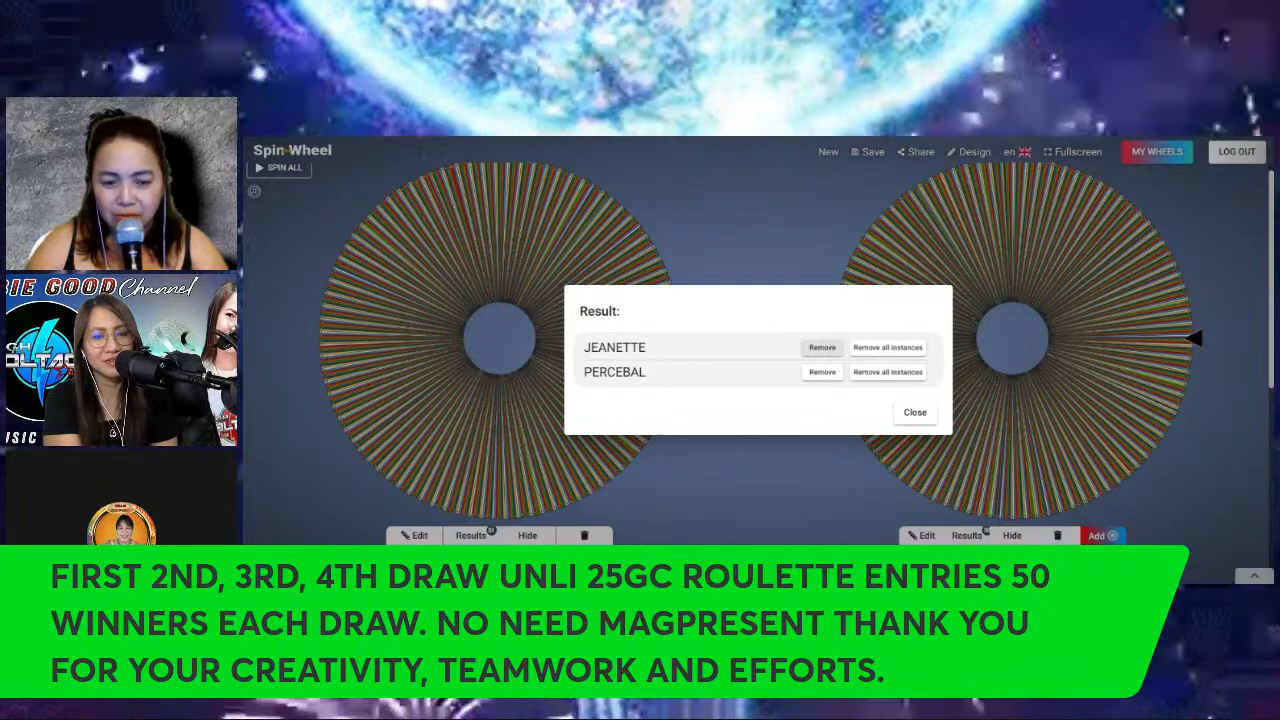 Spin Wheel
SPIN ALL
New Save Share Design en Fullscreen MY WHEELS LOG OUT
BIE GOOD Channel
Result:
JEANETTE Remove Remove all instances
PERCEBAL Remove Remove all instances
Close
Edit Results Hide
Edit Results Hide Add
FIRST 2ND, 3RD, 4TH DRAW UNLI 25GC ROULETTE ENTRIES 50
WINNERS EACH DRAW. NO NEED MAGPRESENT THANK YOU
FOR YOUR CREATIVITY, TEAMWORK AND EFFORTS.